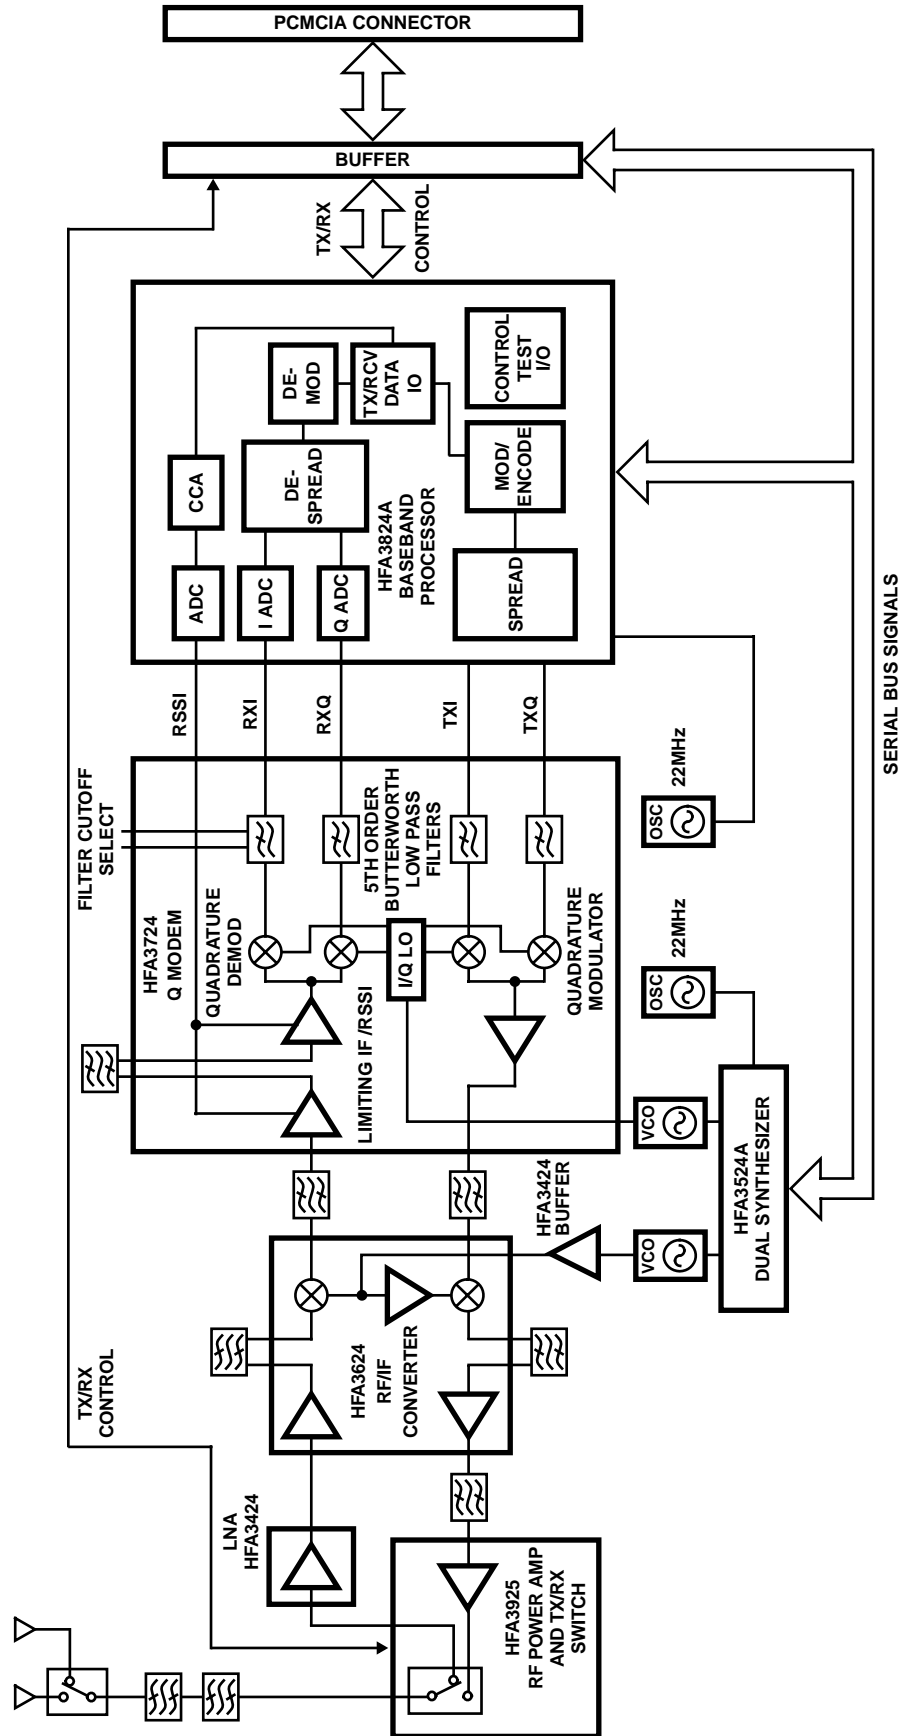 PCMCIA CONNECTOR
BUFFER
TX/RX
CONTROL
CCA
ADC
I ADC
Q ADC
DE-
SPREAD
DE-
MOD
TX/RCV
DATA
IO
CONTROL
TEST
I/O
MOD/
ENCODE
SPREAD
HFA3824A
BASEBAND
PROCESSOR
RSSI
RXI
RXQ
TXI
TXQ
FILTER CUTOFF
SELECT
HFA3724
Q MODEM
QUADRATURE
DEMOD
5TH ORDER
BUTTERWORTH
LOW PASS
FILTERS
I/Q LO
LIMITING IF /RSSI
QUADRATURE
MODULATOR
OSC
22MHz
OSC
22MHz
VCO
VCO
HFA3524A
DUAL SYNTHESIZER
SERIAL BUS SIGNALS
HFA3424
BUFFER
HFA3624
RF/IF
CONVERTER
TX/RX
CONTROL
LNA
HFA3424
HFA3925
RF POWER AMP
AND TX/RX
SWITCH